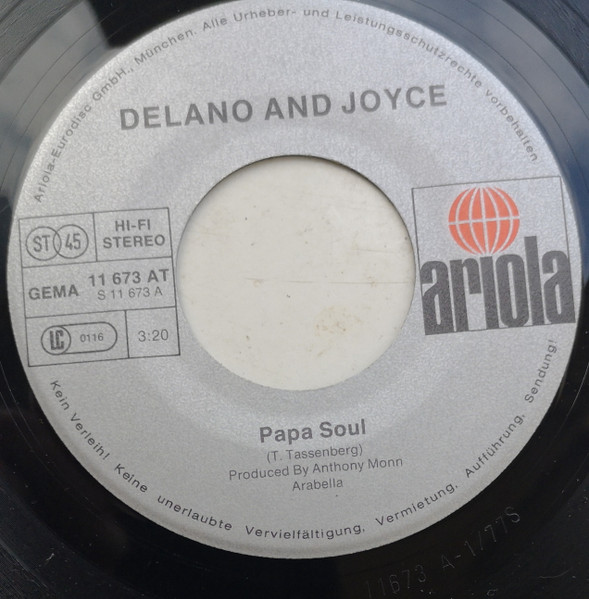 Ariola-Eurodisc GmbH., München. Alle Urheber- und Leistungsschutzrechte vorbehalten
DELANO AND JOYCE
ST 45
HI-FI
STEREO
GEMA
11 673 AT
S 11 673 A
LC 0116
3:20
ariola
Papa Soul
(T. Tassenberg)
Produced By Anthony Monn
Arabella
Kein Verleih! Keine unerlaubte Vervielfältigung, Vermietung, Aufführung, Sendung!
11673 A-1/77S